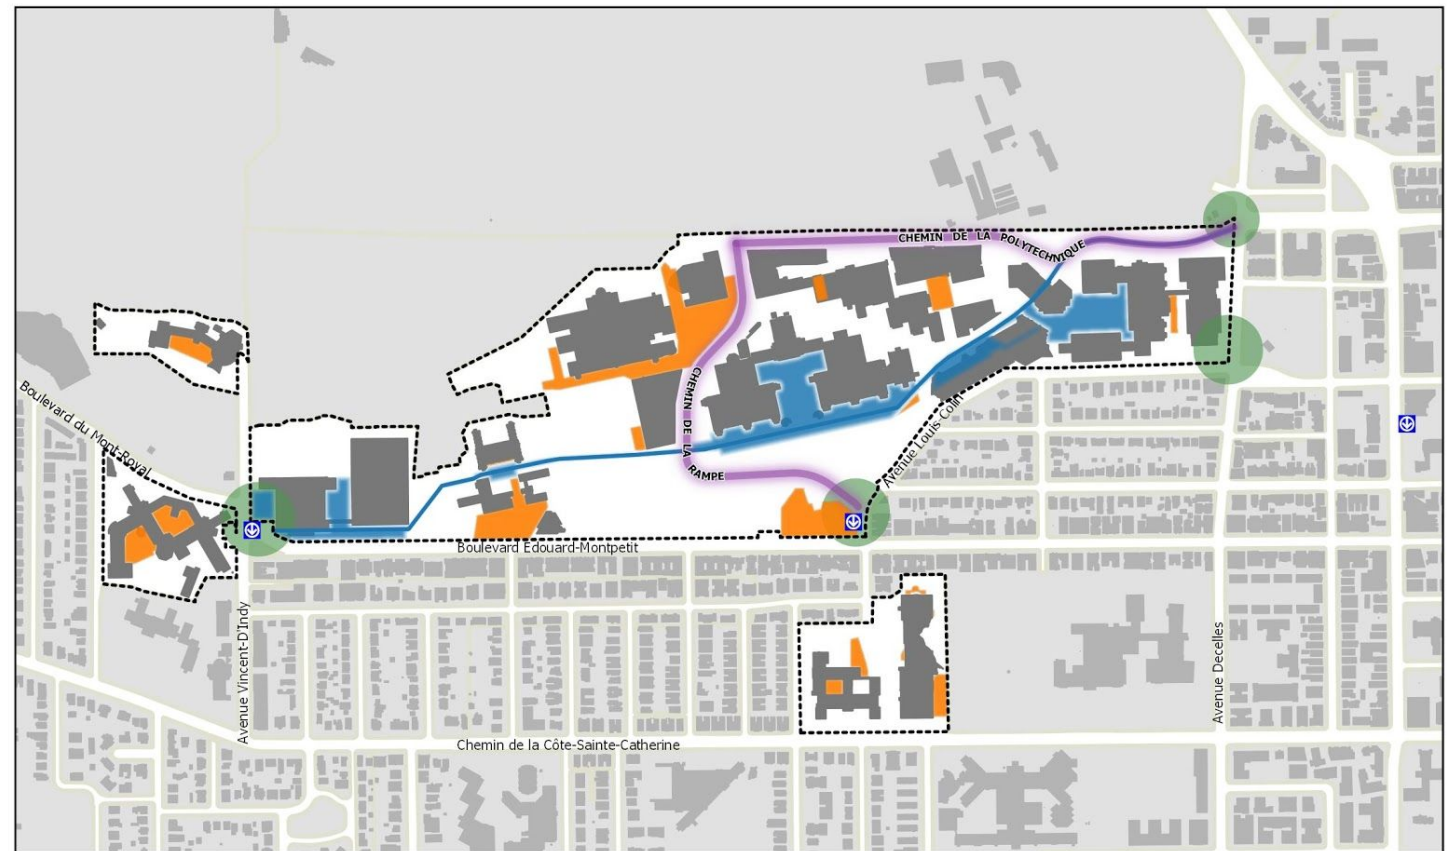 CHEMIN DE LA POLYTECHNIQUE
CHEMIN DE LA RAMPE
Boulevard du Mont-Royal
Avenue Louis Colin
Boulevard Edouard-Montpetit
Avenue Vincent-D'Indy
Avenue Decelles
Chemin de la Côte-Sainte-Catherine